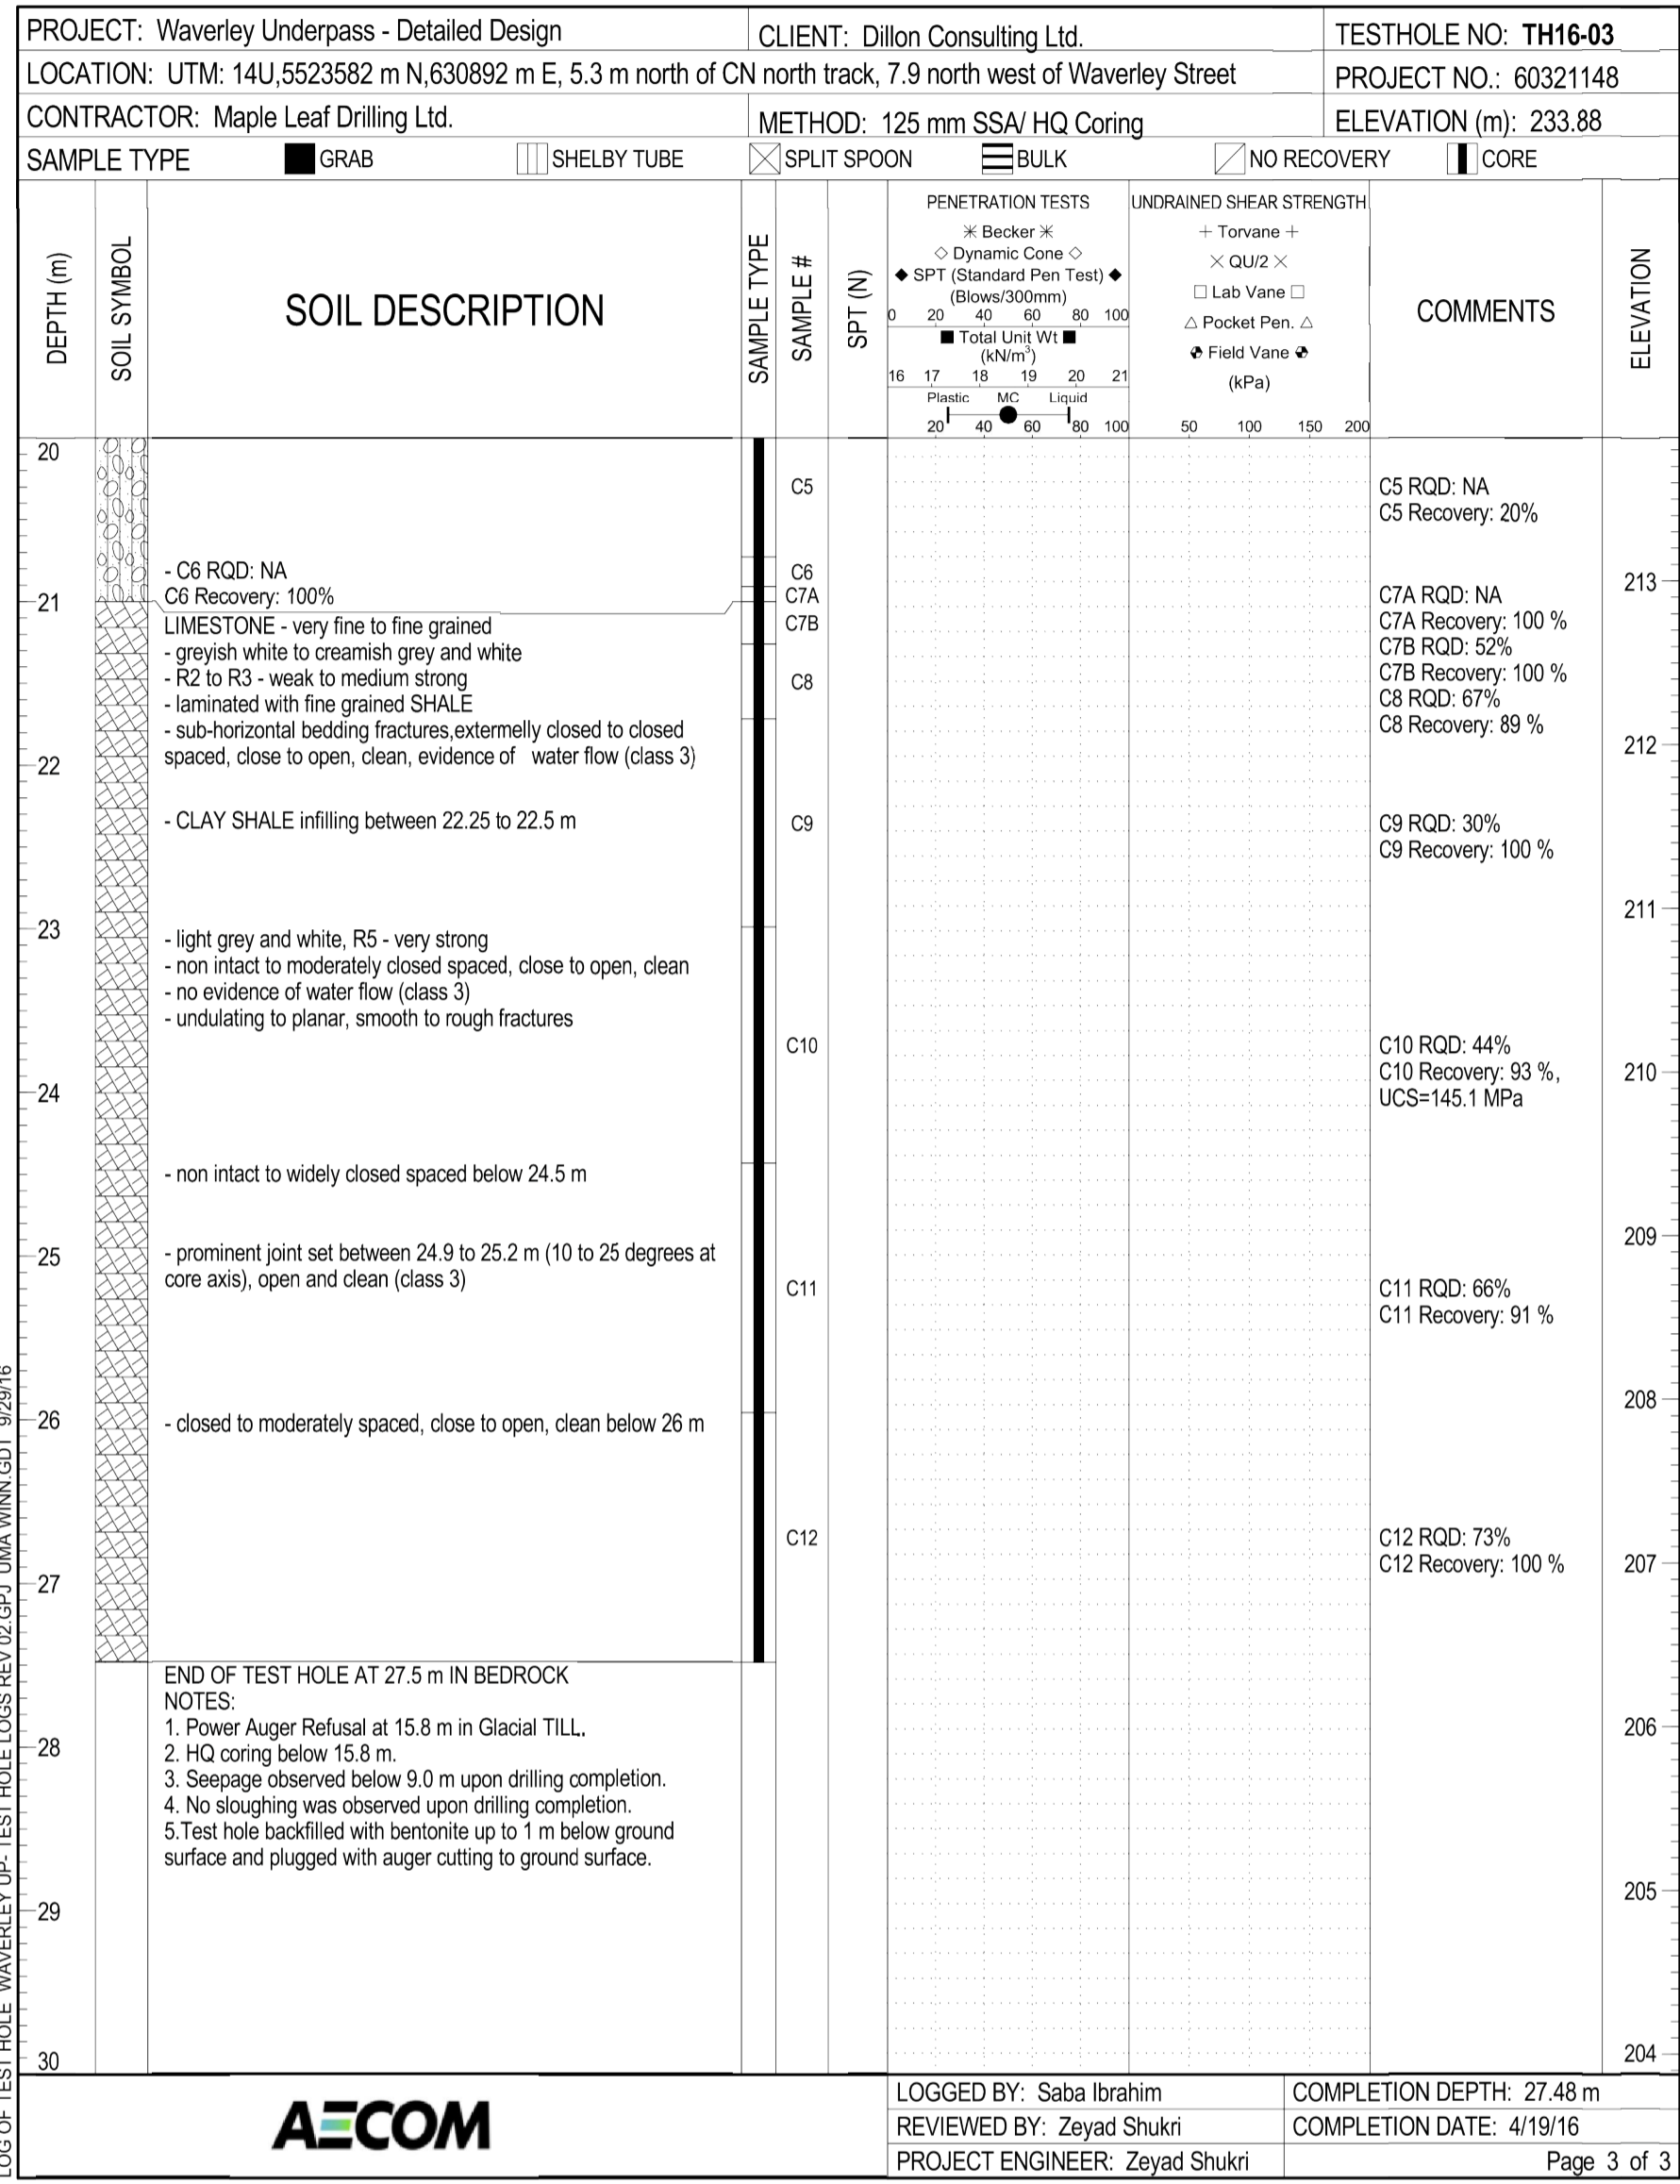 PROJECT: Waverley Underpass - Detailed Design
CLIENT: Dillon Consulting Ltd.
TESTHOLE NO: TH16-03
LOCATION: UTM: 14U,5523582 m N,630892 m E, 5.3 m north of CN north track, 7.9 north west of Waverley Street
PROJECT NO.: 60321148
CONTRACTOR: Maple Leaf Drilling Ltd.
METHOD: 125 mm SSA/ HQ Coring
ELEVATION (m): 233.88
SAMPLE TYPE
GRAB
SHELBY TUBE
SPLIT SPOON
BULK
NO RECOVERY
CORE
DEPTH (m)
SOIL SYMBOL
SOIL DESCRIPTION
SAMPLE TYPE
SAMPLE #
SPT (N)
PENETRATION TESTS
✳ Becker ✳
◇ Dynamic Cone ◇
◆ SPT (Standard Pen Test) ◆
(Blows/300mm)
0 20 40 60 80 100
■ Total Unit Wt ■
(kN/m³)
16 17 18 19 20 21
Plastic MC Liquid
20 40 60 80 100
UNDRAINED SHEAR STRENGTH
+ Torvane +
× QU/2 ×
□ Lab Vane □
△ Pocket Pen. △
Field Vane
(kPa)
50 100 150 200
COMMENTS
ELEVATION
20
C5
C5 RQD: NA
C5 Recovery: 20%
- C6 RQD: NA
C6 Recovery: 100%
C6
C7A
213
21
C7A RQD: NA
C7A Recovery: 100 %
C7B RQD: 52%
C7B Recovery: 100 %
C8 RQD: 67%
C8 Recovery: 89 %
LIMESTONE - very fine to fine grained
- greyish white to creamish grey and white
- R2 to R3 - weak to medium strong
- laminated with fine grained SHALE
- sub-horizontal bedding fractures,extermelly closed to closed
spaced, close to open, clean, evidence of water flow (class 3)
C7B
C8
212
22
- CLAY SHALE infilling between 22.25 to 22.5 m
C9
C9 RQD: 30%
C9 Recovery: 100 %
211
23
- light grey and white, R5 - very strong
- non intact to moderately closed spaced, close to open, clean
- no evidence of water flow (class 3)
- undulating to planar, smooth to rough fractures
C10
C10 RQD: 44%
C10 Recovery: 93 %,
UCS=145.1 MPa
210
24
- non intact to widely closed spaced below 24.5 m
209
25
- prominent joint set between 24.9 to 25.2 m (10 to 25 degrees at
core axis), open and clean (class 3)
C11
C11 RQD: 66%
C11 Recovery: 91 %
208
26
- closed to moderately spaced, close to open, clean below 26 m
C12
C12 RQD: 73%
C12 Recovery: 100 %
207
27
END OF TEST HOLE AT 27.5 m IN BEDROCK
NOTES:
1. Power Auger Refusal at 15.8 m in Glacial TILL.
2. HQ coring below 15.8 m.
3. Seepage observed below 9.0 m upon drilling completion.
4. No sloughing was observed upon drilling completion.
5.Test hole backfilled with bentonite up to 1 m below ground
surface and plugged with auger cutting to ground surface.
206
28
205
29
204
30
LOG OF TEST HOLE WAVERLEY UP- TEST HOLE LOGS REV 02.GPJ UMA WINN.GDT 9/29/16
AECOM
LOGGED BY: Saba Ibrahim
COMPLETION DEPTH: 27.48 m
REVIEWED BY: Zeyad Shukri
COMPLETION DATE: 4/19/16
PROJECT ENGINEER: Zeyad Shukri
Page 3 of 3